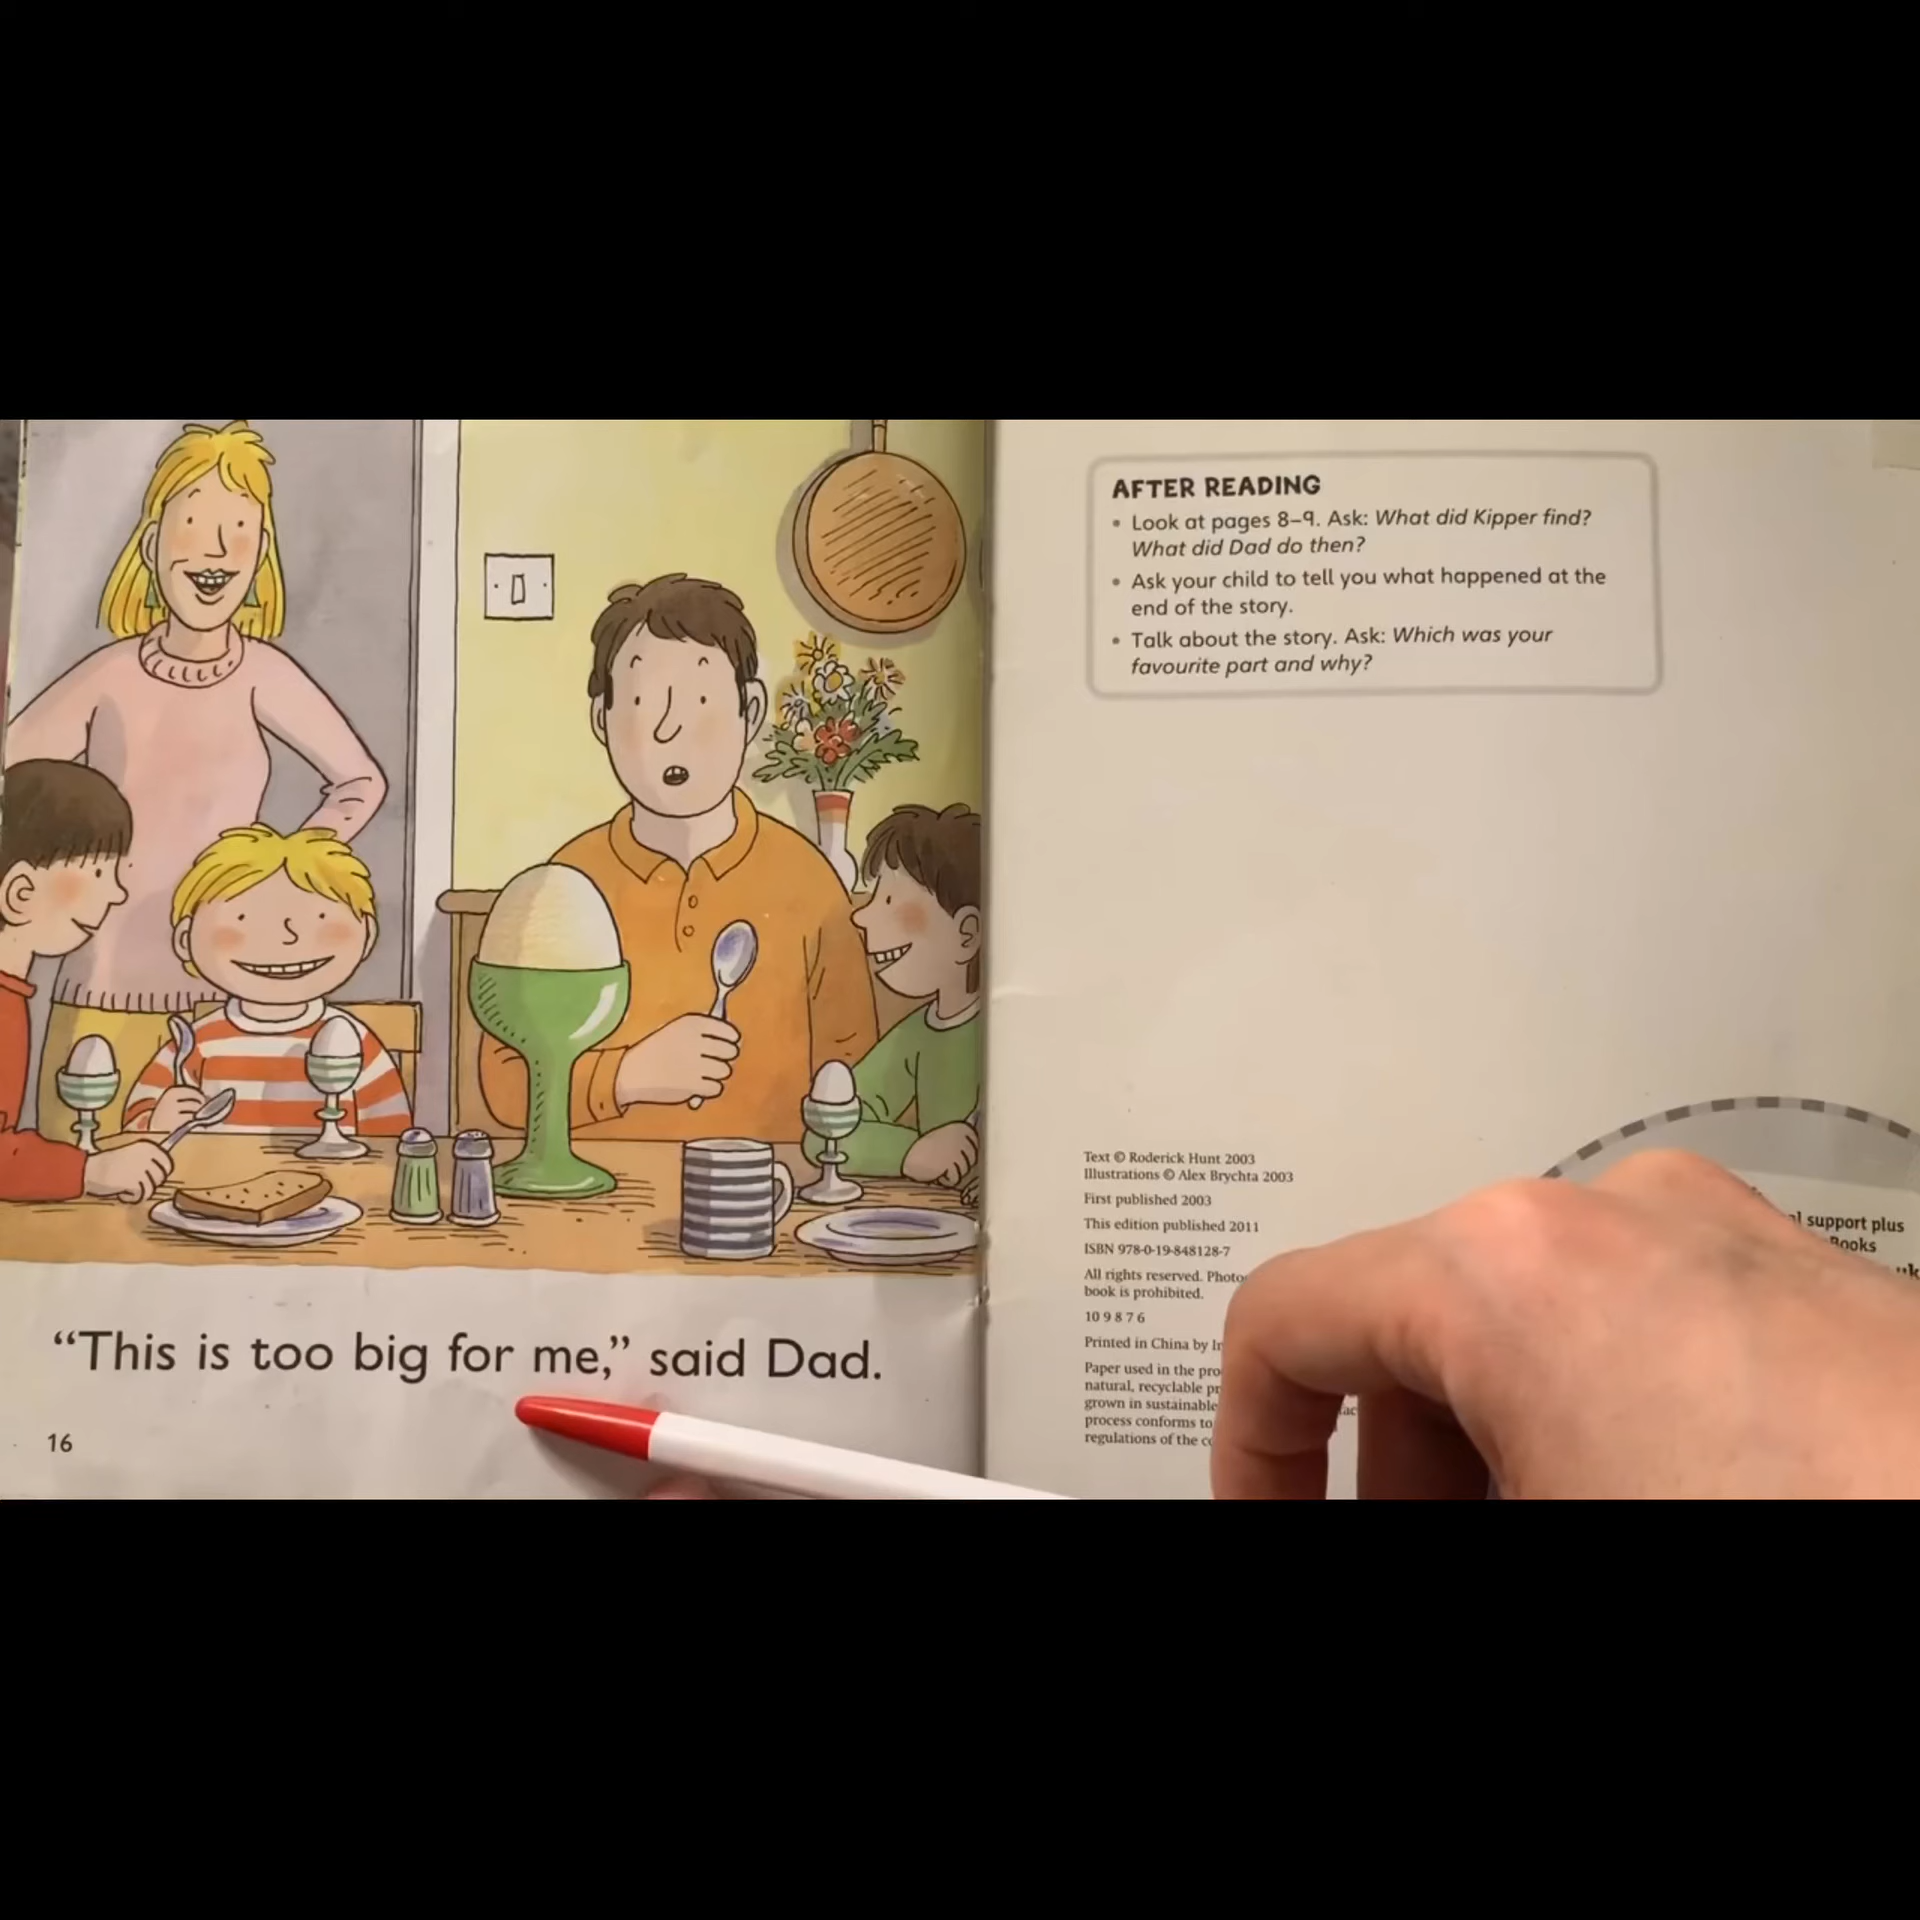 “This is too big for me,” said Dad.
16
AFTER READING
• Look at pages 8–9. Ask: What did Kipper find?
What did Dad do then?
• Ask your child to tell you what happened at the
end of the story.
• Talk about the story. Ask: Which was your
favourite part and why?
Text © Roderick Hunt 2003
Illustrations © Alex Brychta 2003
First published 2003
This edition published 2011
ISBN 978-0-19-848128-7
All rights reserved.
book is prohibited.
10 9 8 7 6
Printed in China by
Paper used in the
natural, recyclable
grown in sustainable
process conforms to
regulations of the
support plus
Books